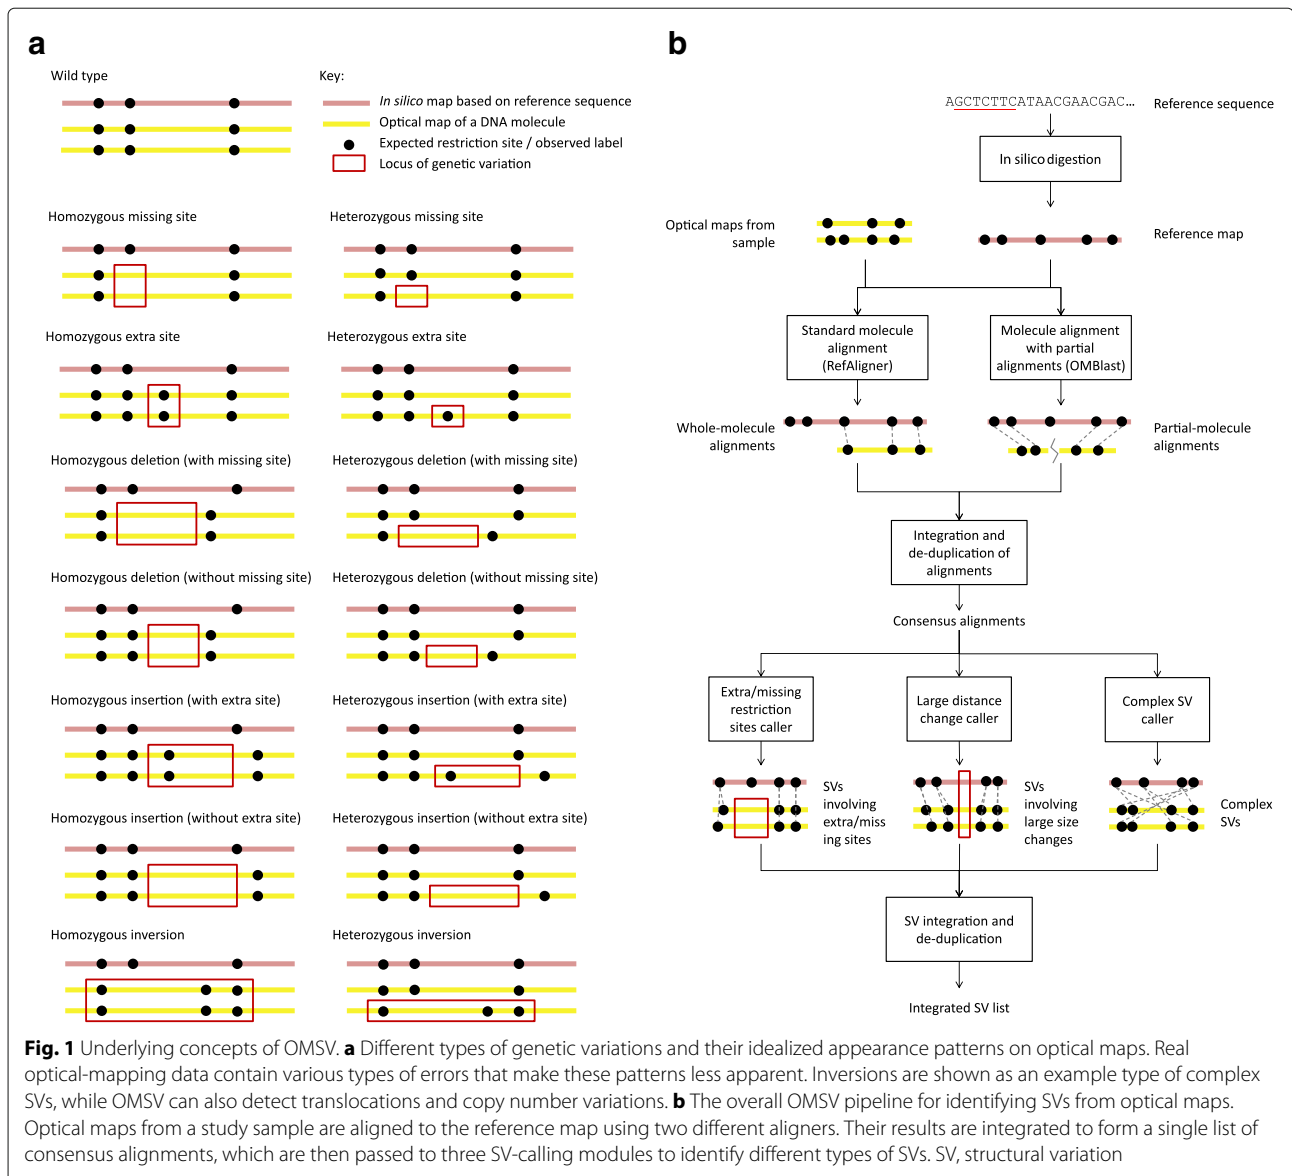 a
Wild type
Key:
In silico map based on reference sequence
Optical map of a DNA molecule
Expected restriction site / observed label
Locus of genetic variation
Homozygous missing site
Heterozygous missing site
Homozygous extra site
Heterozygous extra site
Homozygous deletion (with missing site)
Heterozygous deletion (with missing site)
Homozygous deletion (without missing site)
Heterozygous deletion (without missing site)
Homozygous insertion (with extra site)
Heterozygous insertion (with extra site)
Homozygous insertion (without extra site)
Heterozygous insertion (without extra site)
Homozygous inversion
Heterozygous inversion
b
AGCTCTTCATAACGAACGAC...
Reference sequence
In silico digestion
Optical maps from
sample
Reference map
Standard molecule
alignment
(RefAligner)
Molecule alignment
with partial
alignments (OMBlast)
Whole-molecule
alignments
Partial-molecule
alignments
Integration and
de-duplication of
alignments
Consensus alignments
Extra/missing
restriction
sites caller
Large distance
change caller
Complex SV
caller
SVs
involving
extra/miss
ing sites
SVs
involving
large size
changes
Complex
SVs
SV integration and
de-duplication
Integrated SV list
Fig. 1 Underlying concepts of OMSV. a Different types of genetic variations and their idealized appearance patterns on optical maps. Real
optical-mapping data contain various types of errors that make these patterns less apparent. Inversions are shown as an example type of complex
SVs, while OMSV can also detect translocations and copy number variations. b The overall OMSV pipeline for identifying SVs from optical maps.
Optical maps from a study sample are aligned to the reference map using two different aligners. Their results are integrated to form a single list of
consensus alignments, which are then passed to three SV-calling modules to identify different types of SVs. SV, structural variation